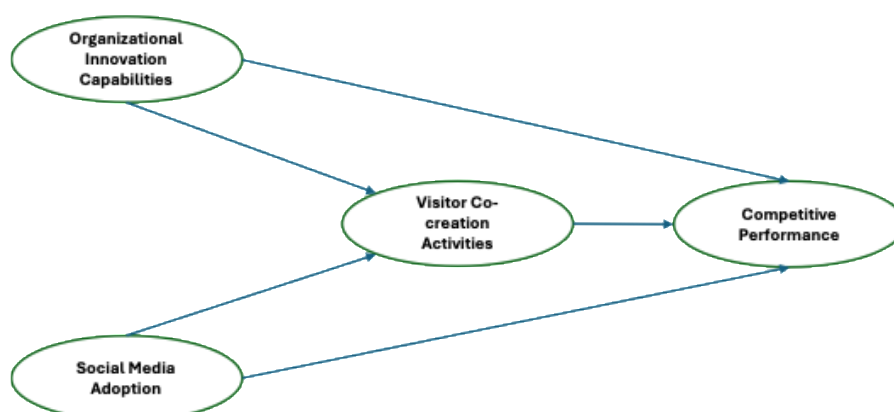 Organizational
Innovation
Capabilities
Visitor Co-
creation
Activities
Competitive
Performance
Social Media
Adoption